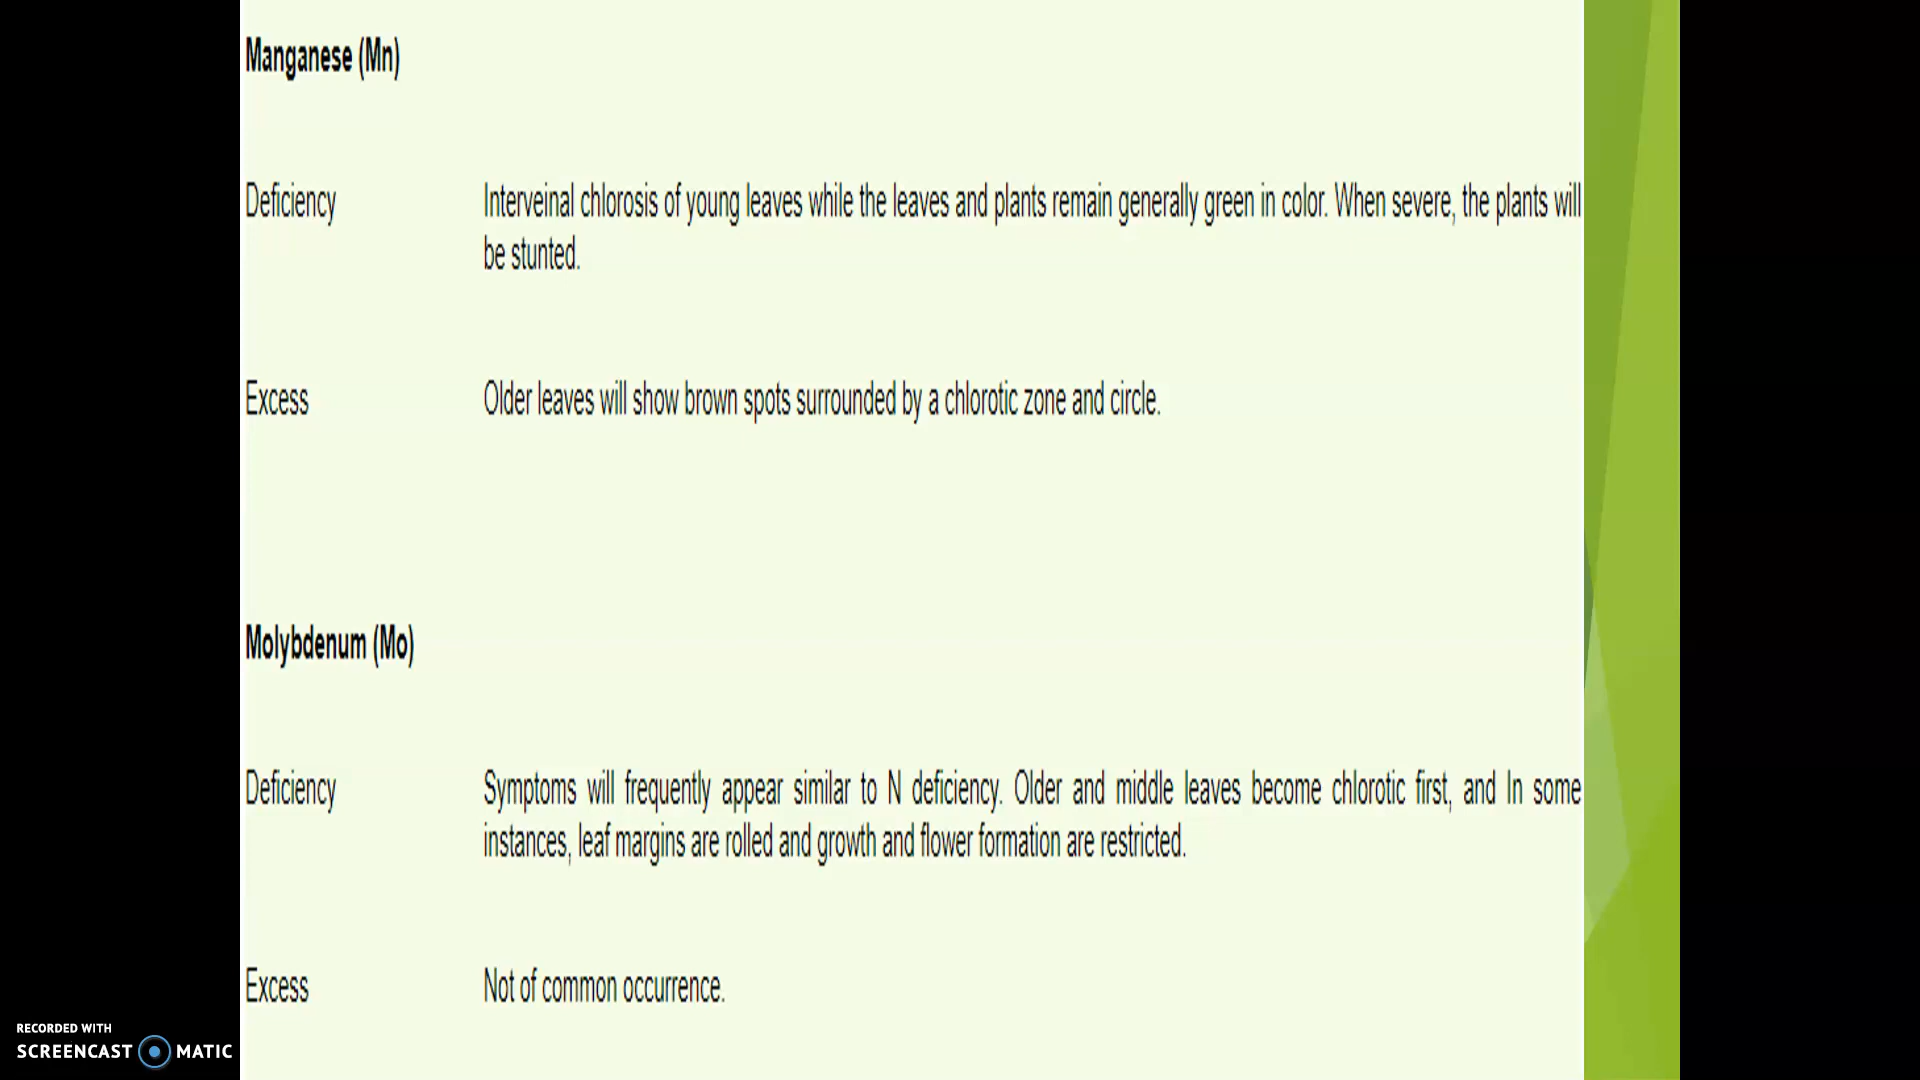 Manganese (Mn)
Deficiency Interveinal chlorosis of young leaves while the leaves and plants remain generally green in color. When severe, the plants will
be stunted.
Excess Older leaves will show brown spots surrounded by a chlorotic zone and circle.
Molybdenum (Mo)
Deficiency Symptoms will frequently appear similar to N deficiency. Older and middle leaves become chlorotic first, and In some
instances, leaf margins are rolled and growth and flower formation are restricted.
Excess Not of common occurrence.
RECORDED WITH
SCREENCAST MATIC